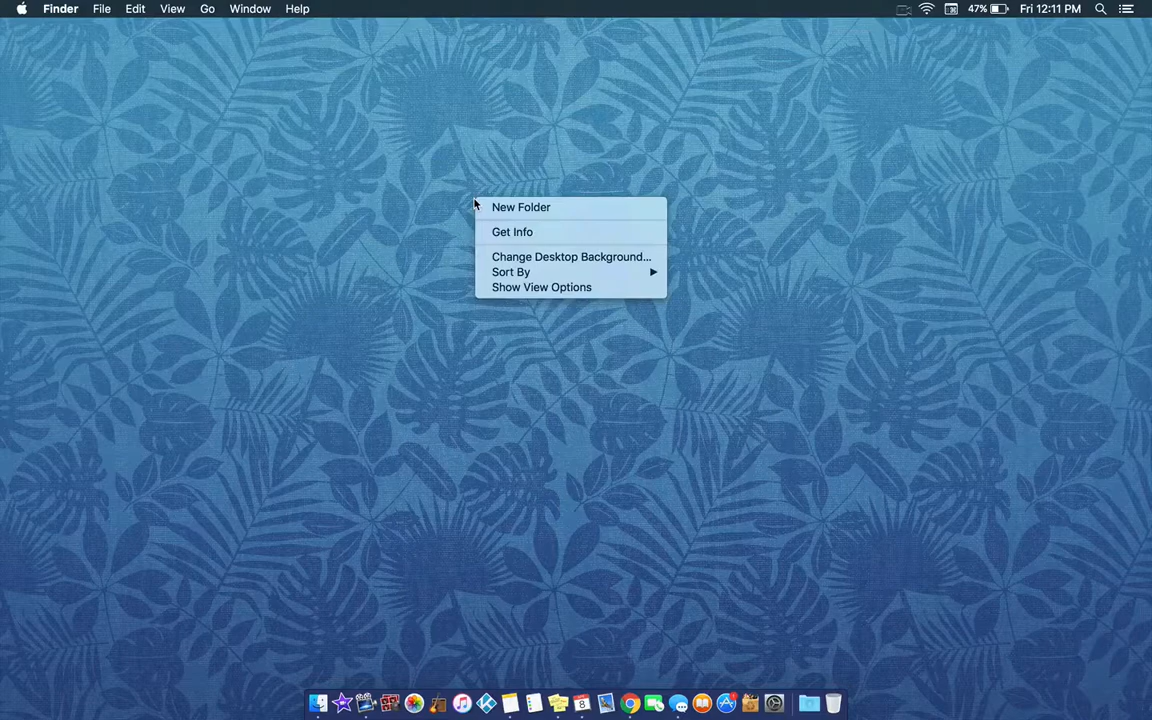 Finder File Edit View Go Window Help 47% Fri 12:11 PM
New Folder
Get Info
Change Desktop Background...
Sort By
Show View Options
8